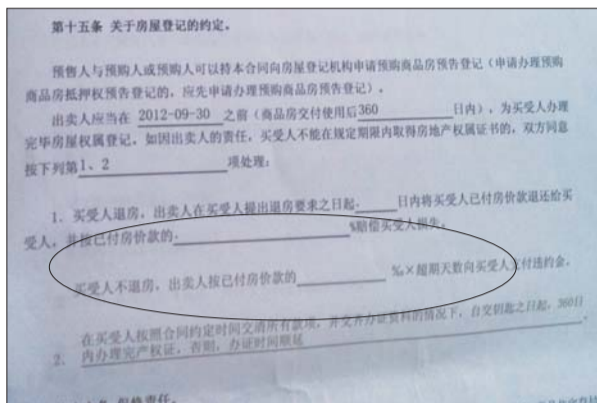 第十五条 关于房屋登记的约定。
预售人与预购人或预购人可以持本合同向房屋登记机构申请预购商品房预告登记（申请办理预购
商品房抵押权预告登记的，应先申请办理预购商品房预告登记）。
出卖人应当在 2012-09-30 之前（商品房交付使用后360 日内），为买受人办理
完毕房屋权属登记。如因出卖人的责任，买受人不能在规定期限内取得房地产权属证书的，双方同意
按下列第1、2 项处理：
1. 买受人退房，出卖人在买受人提出退房要求之日起- 日内将买受人已付房价款退还给买
受人，并按已付房价款的- %赔偿买受人损失。
买受人不退房，出卖人按已付房价款的 ‰×超期天数向买受人支付违约金。
在买受人按照合同约定时间交清所有款项，并交齐办证资料的情况下，自交钥匙之日起，360日
2. 内办理完产权证，否则，办证时间顺延
保修责任。